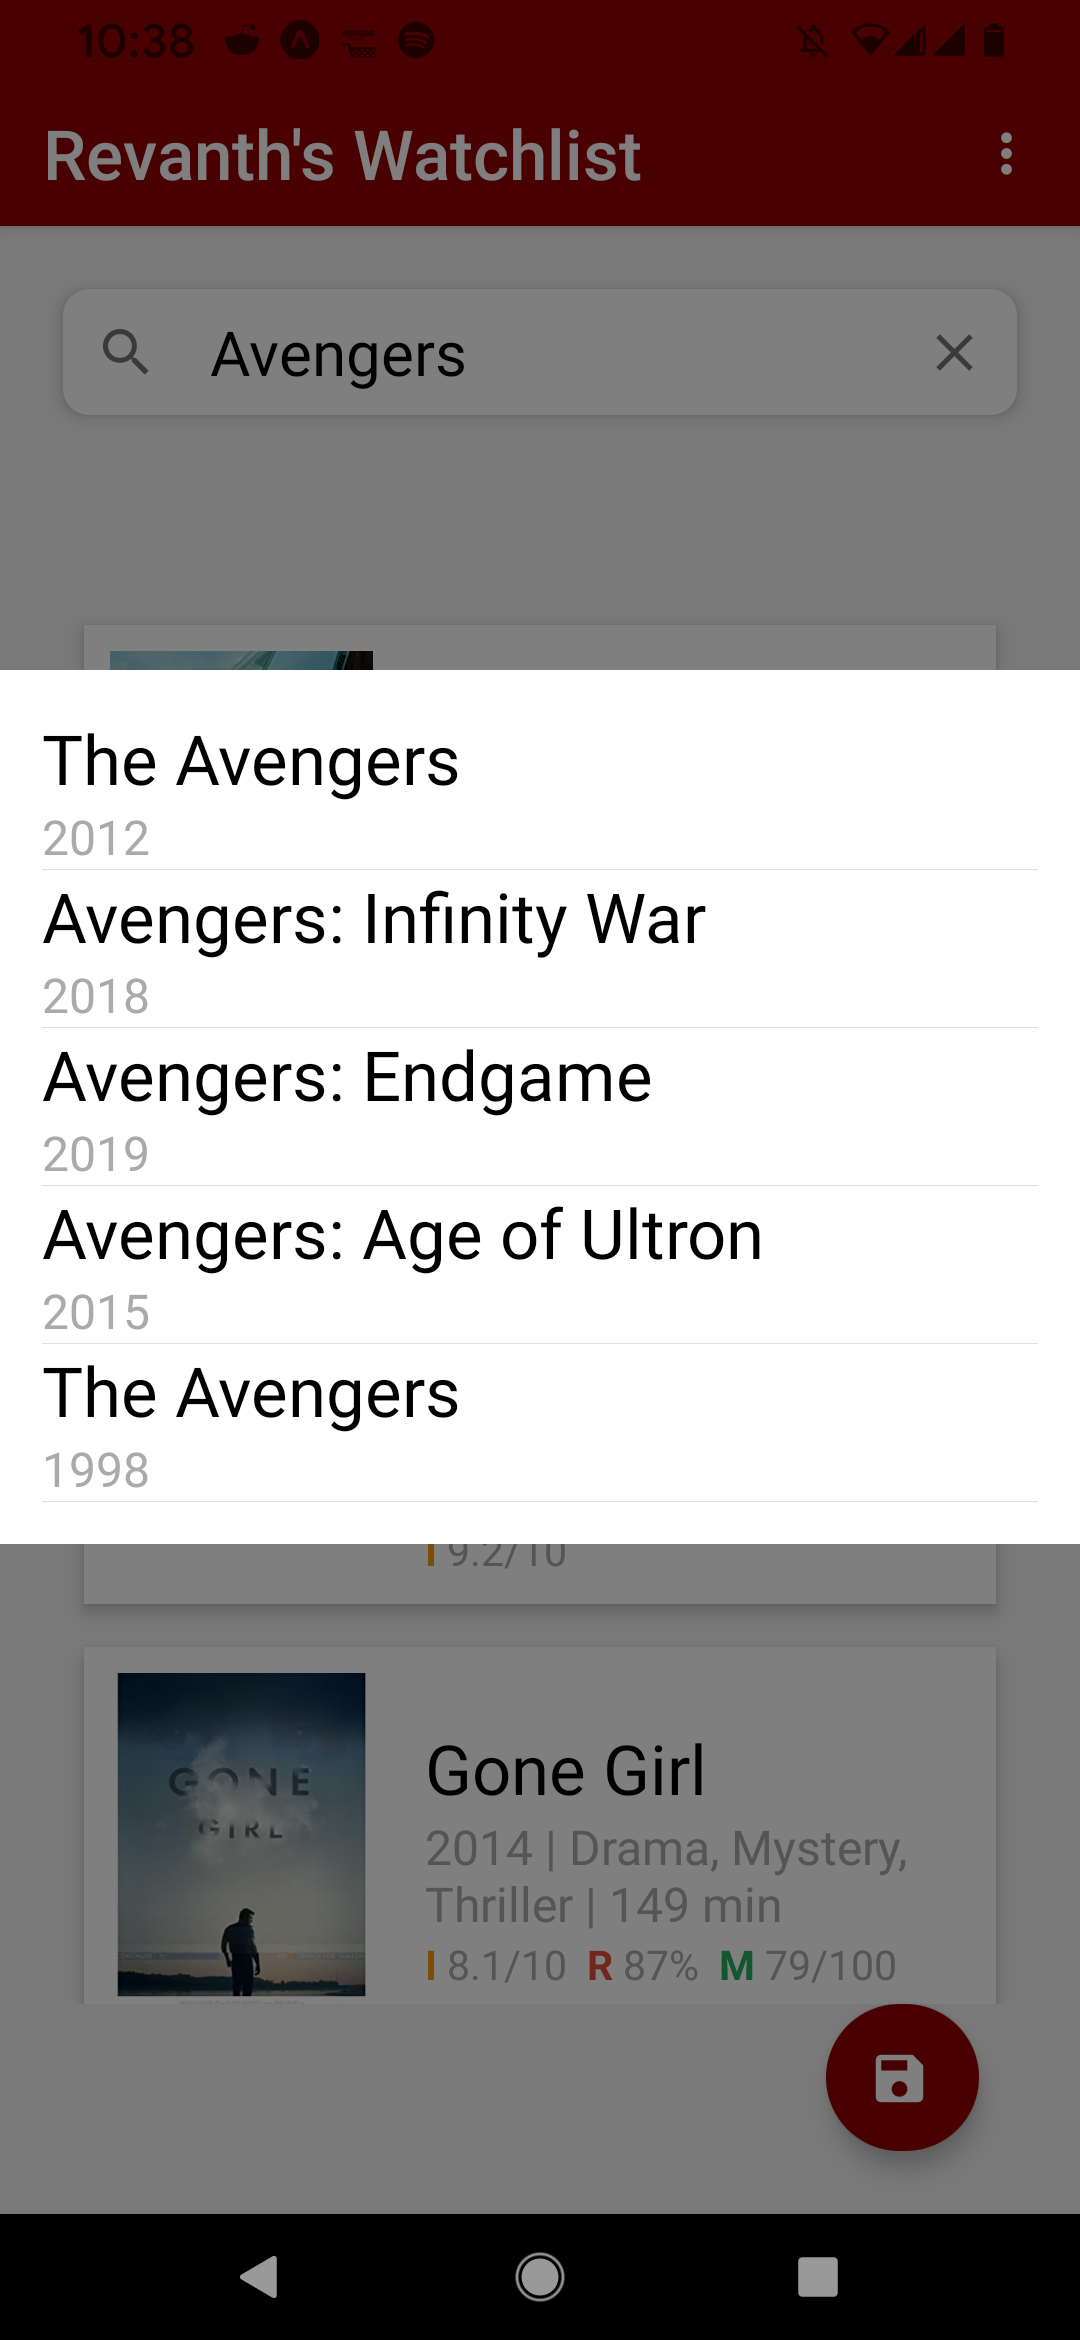 10:38
Revanth's Watchlist
Avengers
The Avengers
2012
Avengers: Infinity War
2018
Avengers: Endgame
2019
Avengers: Age of Ultron
2015
The Avengers
1998
I 9.2/10
GONE
GIRL
Gone Girl
2014 | Drama, Mystery,
Thriller | 149 min
I 8.1/10 R 87% M 79/100